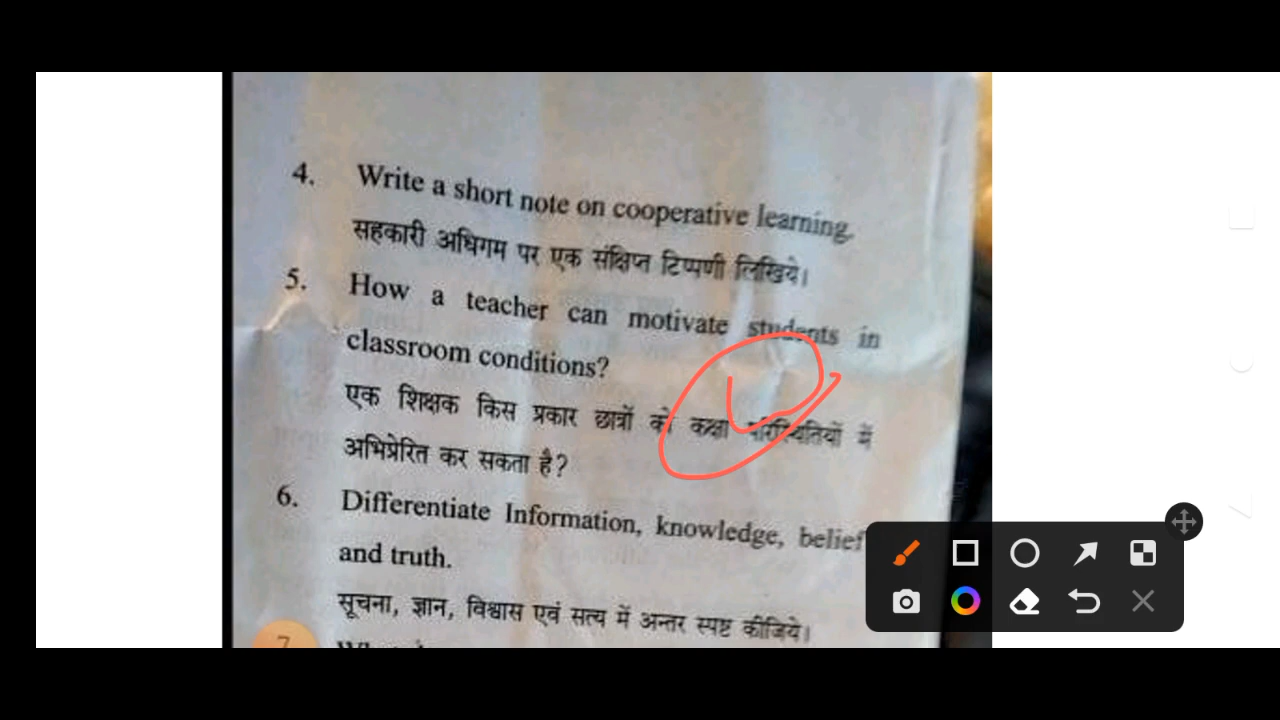 4. Write a short note on cooperative learning.
सहकारी अधिगम पर एक संक्षिप्त टिप्पणी लिखिये।
5. How a teacher can motivate students in
classroom conditions?
एक शिक्षक किस प्रकार छात्रों को कक्षा परिस्थितियों में
अभिप्रेरित कर सकता है?
6. Differentiate Information, knowledge, belief
and truth.
सूचना, ज्ञान, विश्वास एवं सत्य में अन्तर स्पष्ट कीजिये।
7